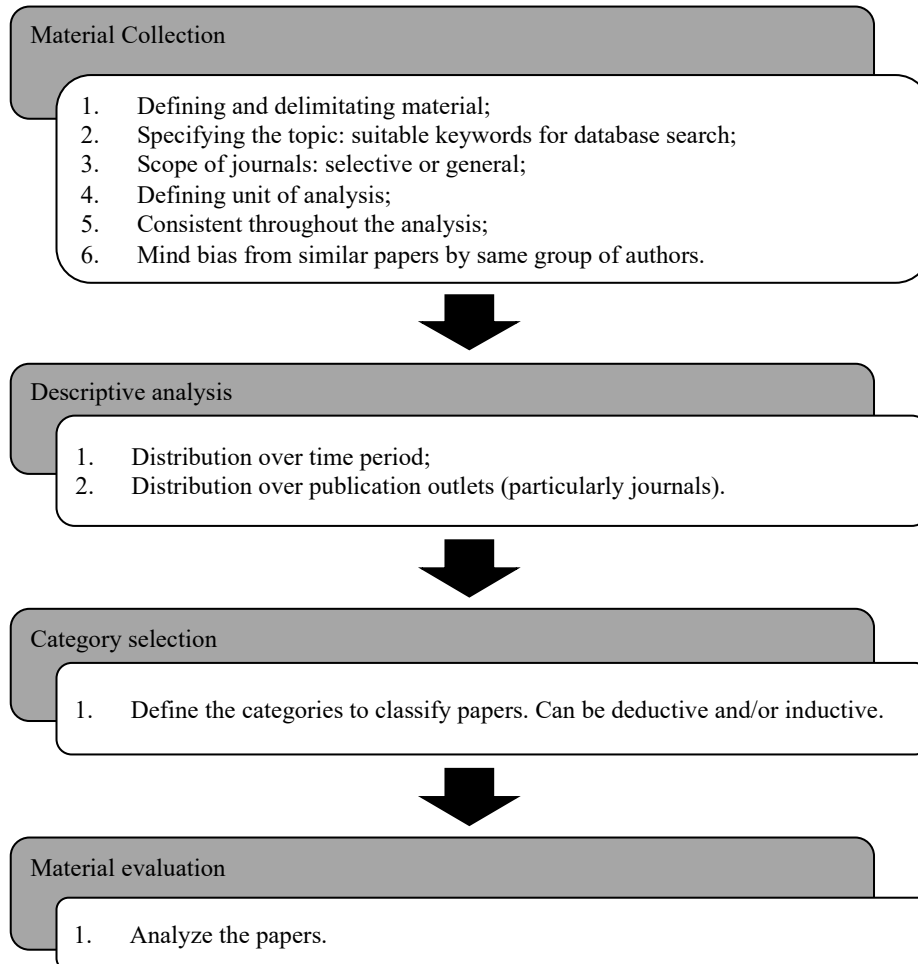 Material Collection
1. Defining and delimitating material;
2. Specifying the topic: suitable keywords for database search;
3. Scope of journals: selective or general;
4. Defining unit of analysis;
5. Consistent throughout the analysis;
6. Mind bias from similar papers by same group of authors.
Descriptive analysis
1. Distribution over time period;
2. Distribution over publication outlets (particularly journals).
Category selection
1. Define the categories to classify papers. Can be deductive and/or inductive.
Material evaluation
1. Analyze the papers.